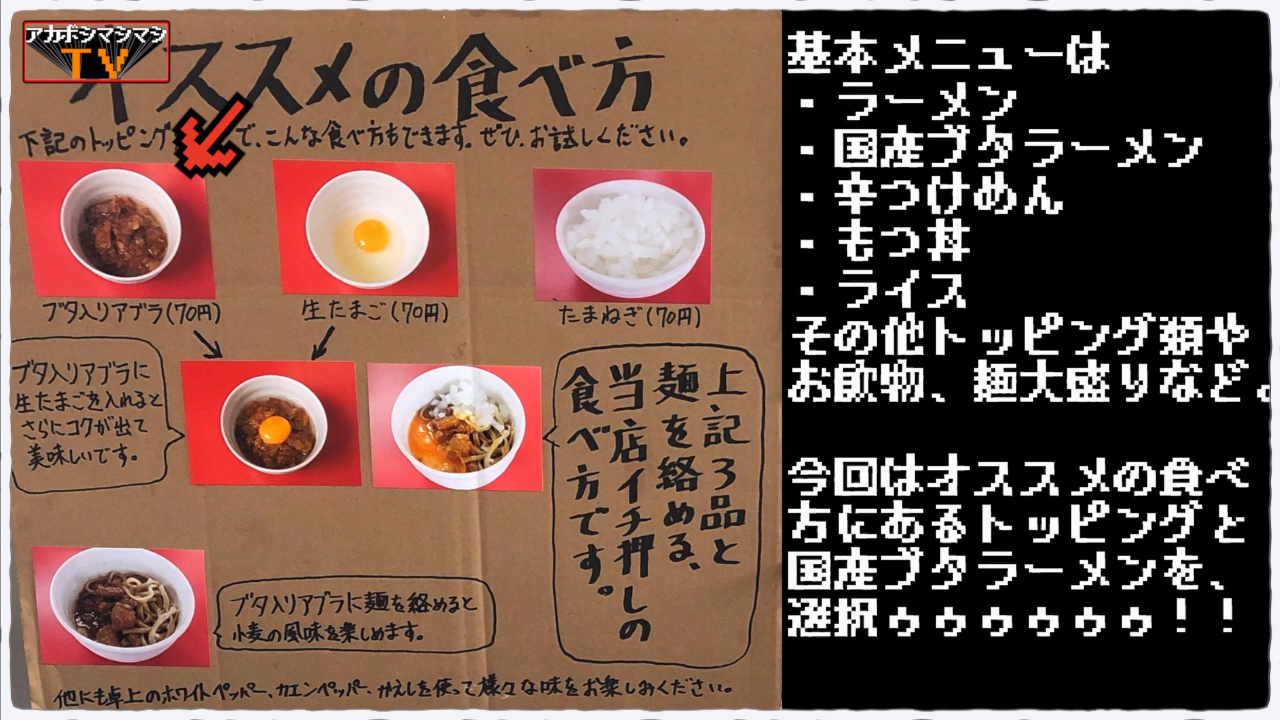 アカボシマシマシ
TV
オススメの食べ方
下記のトッピング で、こんな食べ方もできます。ぜひ、お試しください。
ブタ入りアブラ(70円)
生たまご(70円)
たまねぎ(70円)
ブタ入りアブラに
生たまごを入れると
さらにコクが出て
美味しいです。
上記3品と
麺を絡める、
当店イチ押しの
食べ方です。
ブタ入りアブラに麺を絡めると
小麦の風味を楽しめます。
他にも卓上のホワイトペッパー、カエンペッパー、かえしを使って様々な味をお楽しみください。
基本メニューは
・ラーメン
・国産ブタラーメン
・辛つけめん
・もつ丼
・ライス
その他トッピング類や
お飲物、麺大盛りなど。
今回はオススメの食べ
方にあるトッピングと
国産ブタラーメンを、
選択ゥゥゥゥゥゥ！！